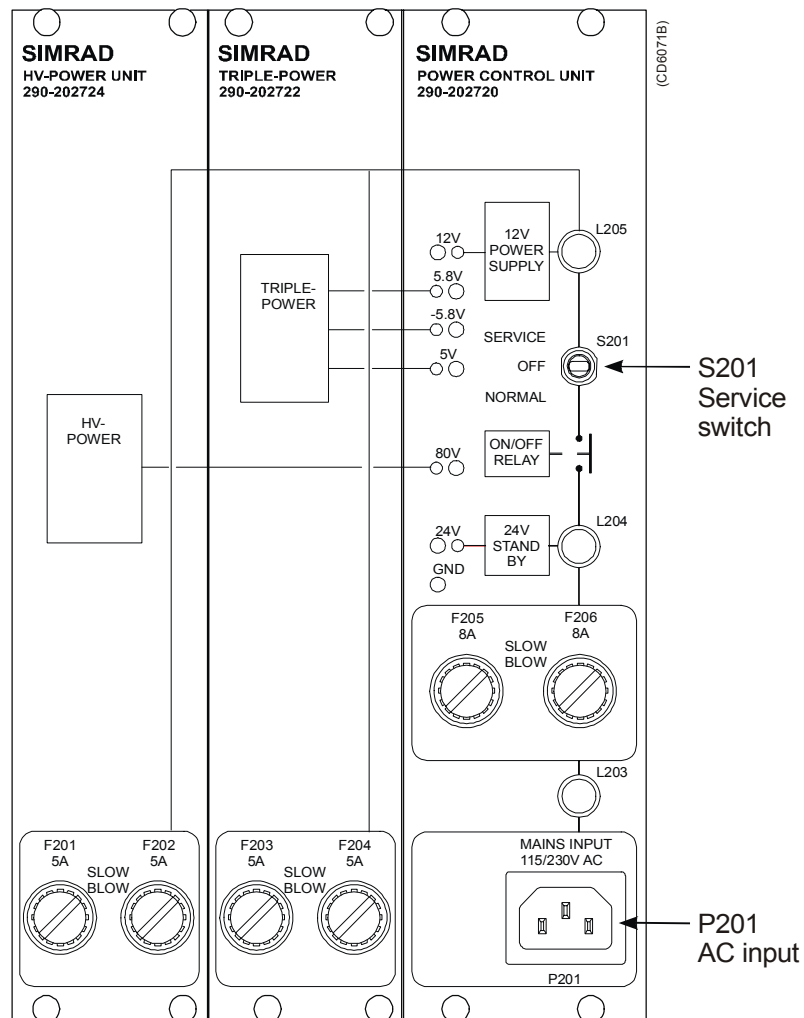 SIMRAD
HV-POWER UNIT
290-202724
SIMRAD
TRIPLE-POWER
290-202722
SIMRAD
POWER CONTROL UNIT
290-202720
(CD6071B)
12V
12V
POWER
SUPPLY
L205
TRIPLE-
POWER
5.8V
-5.8V
5V
SERVICE
OFF
NORMAL
S201
S201
Service
switch
HV-
POWER
80V
ON/OFF
RELAY
24V
GND
24V
STAND
BY
L204
F205
8A
SLOW
BLOW
F206
8A
L203
F201
5A
SLOW
BLOW
F202
5A
F203
5A
SLOW
BLOW
F204
5A
MAINS INPUT
115/230V AC
P201
P201
AC input